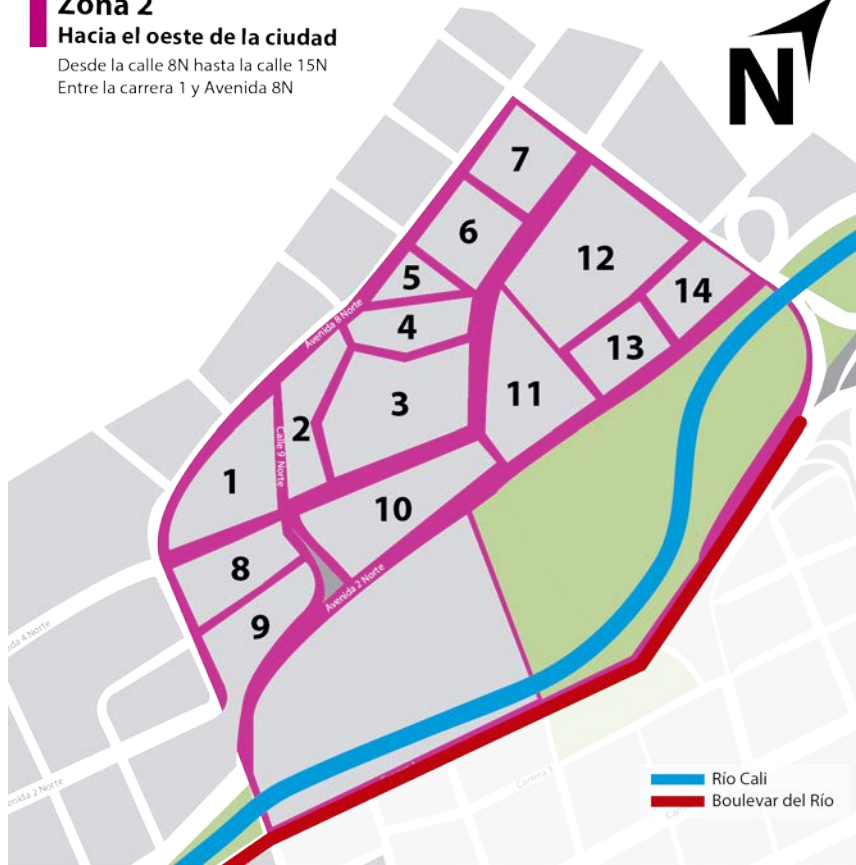 Zona 2
Hacia el oeste de la ciudad
Desde la calle 8N hasta la calle 15N
Entre la carrera 1 y Avenida 8N
N
7
6
12
5
14
4
Avenida 8 Norte
13
11
3
2
Calle 9 Norte
1
10
8
Avenida 2 Norte
9
4 Norte
2 Norte
Carrera 3
Río Cali
Boulevar del Río